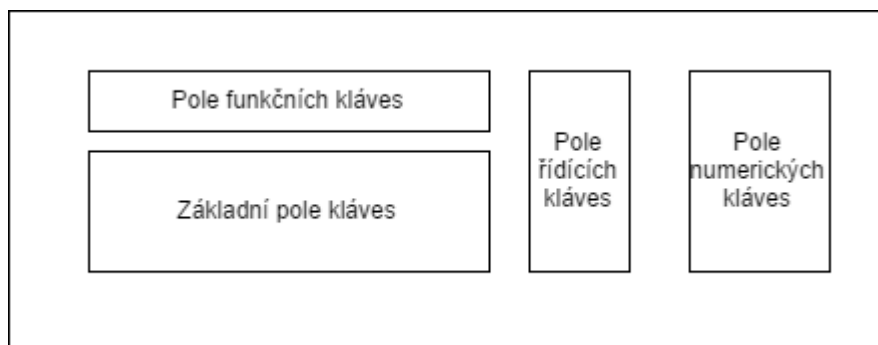 Pole funkčních kláves
Základní pole kláves
Pole
řídících
kláves
Pole
numerických
kláves